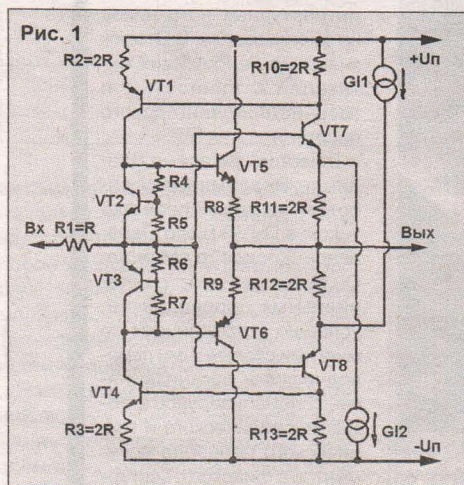 Рис. 1
R2=2R
R10=2R
+Uп
GI1
VT1
VT7
R4
VT5
VT2
R5
R8
R11=2R
Вх
R1=R
Вых
R6
VT3
R9
R12=2R
R7
VT6
VT8
VT4
GI2
R3=2R
R13=2R
-Uп